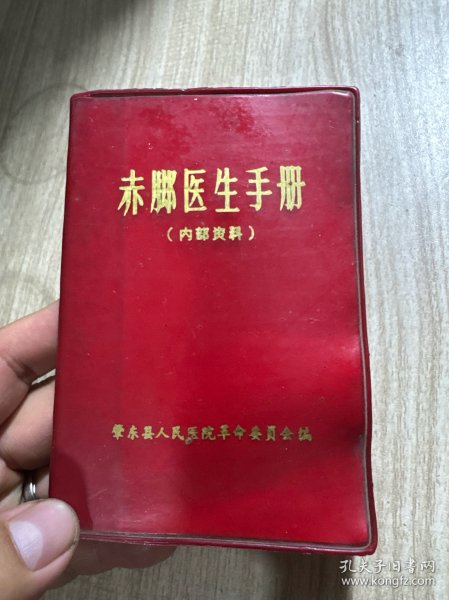 赤脚医生手册
（内部资料）
肇东县人民医院革命委员会编
孔夫子旧书网
www.kongfz.com